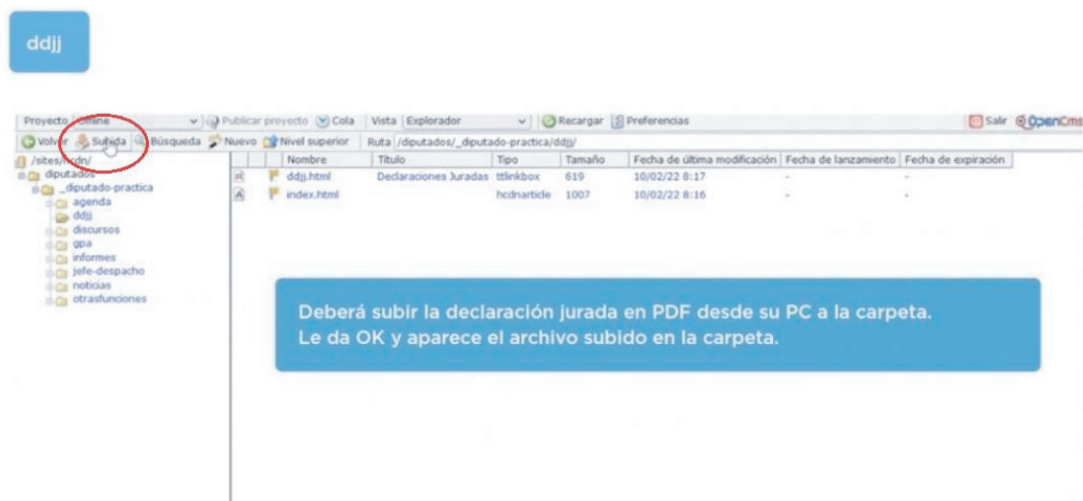 ddjj
Proyecto Offline Publicar proyecto Cola Vista Explorador Recargar Preferencias Salir OpenCms
Volver Subida Búsqueda Nuevo Nivel superior Ruta /diputados/_diputado-practica/ddjj/
/sites/hcdn/ Nombre Título Tipo Tamaño Fecha de última modificación Fecha de lanzamiento Fecha de expiración
diputados ddjj.html Declaraciones Juradas ttlinkbox 619 10/02/22 8:17 - -
_diputado-practica index.html hcdnarticle 1007 10/02/22 8:16 - -
agenda
ddjj
discursos
gpa
informes
jefe-despacho
noticias
otrasfunciones
Deberá subir la declaración jurada en PDF desde su PC a la carpeta.
Le da OK y aparece el archivo subido en la carpeta.